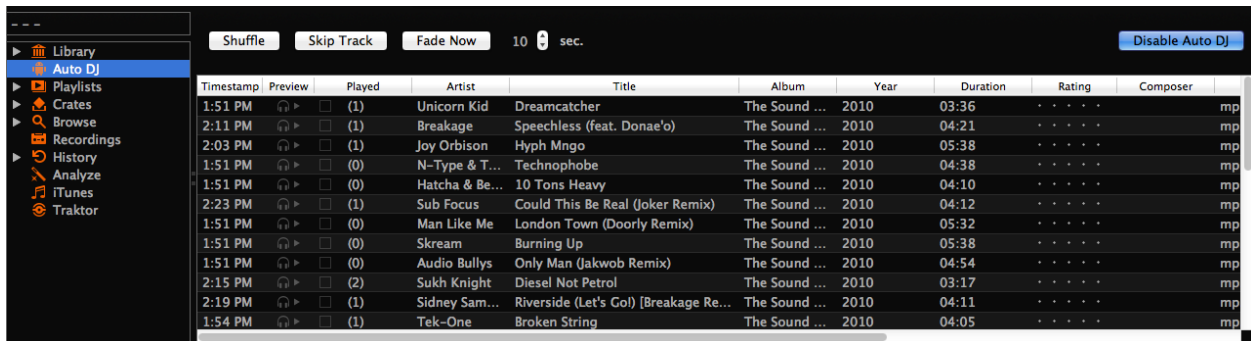 - - -
Library
Auto DJ
Playlists
Crates
Browse
Recordings
History
Analyze
iTunes
Traktor
Shuffle Skip Track Fade Now 10 sec. Disable Auto DJ
Timestamp Preview Played Artist Title Album Year Duration Rating Composer
1:51 PM (1) Unicorn Kid Dreamcatcher The Sound ... 2010 03:36 mp
2:11 PM (1) Breakage Speechless (feat. Donae'o) The Sound ... 2010 04:21 mp
2:03 PM (1) Joy Orbison Hyph Mngo The Sound ... 2010 05:38 mp
1:51 PM (0) N-Type & T... Technophobe The Sound ... 2010 04:38 mp
1:51 PM (0) Hatcha & Be... 10 Tons Heavy The Sound ... 2010 04:10 mp
2:23 PM (1) Sub Focus Could This Be Real (Joker Remix) The Sound ... 2010 04:12 mp
1:51 PM (0) Man Like Me London Town (Doorly Remix) The Sound ... 2010 05:32 mp
1:51 PM (0) Skream Burning Up The Sound ... 2010 05:38 mp
1:51 PM (0) Audio Bullys Only Man (Jakwob Remix) The Sound ... 2010 04:54 mp
2:15 PM (2) Sukh Knight Diesel Not Petrol The Sound ... 2010 03:17 mp
2:19 PM (1) Sidney Sam... Riverside (Let's Go!) [Breakage Re... The Sound ... 2010 04:11 mp
1:54 PM (1) Tek-One Broken String The Sound ... 2010 04:05 mp